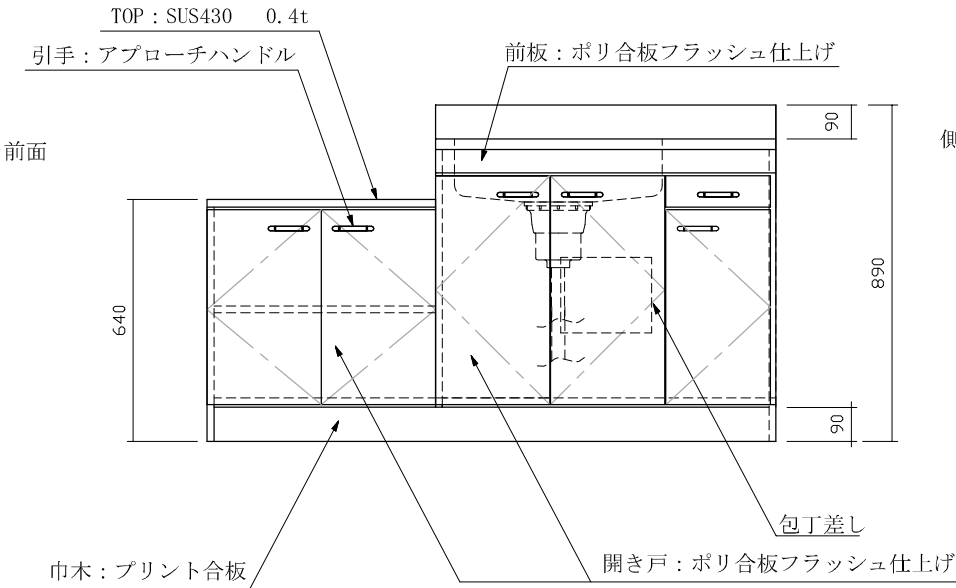 TOP：SUS430　0.4t
引手：アプローチハンドル
前板：ポリ合板フラッシュ仕上げ
前面
側
90
640
890
90
包丁差し
巾木：プリント合板
開き戸：ポリ合板フラッシュ仕上げ